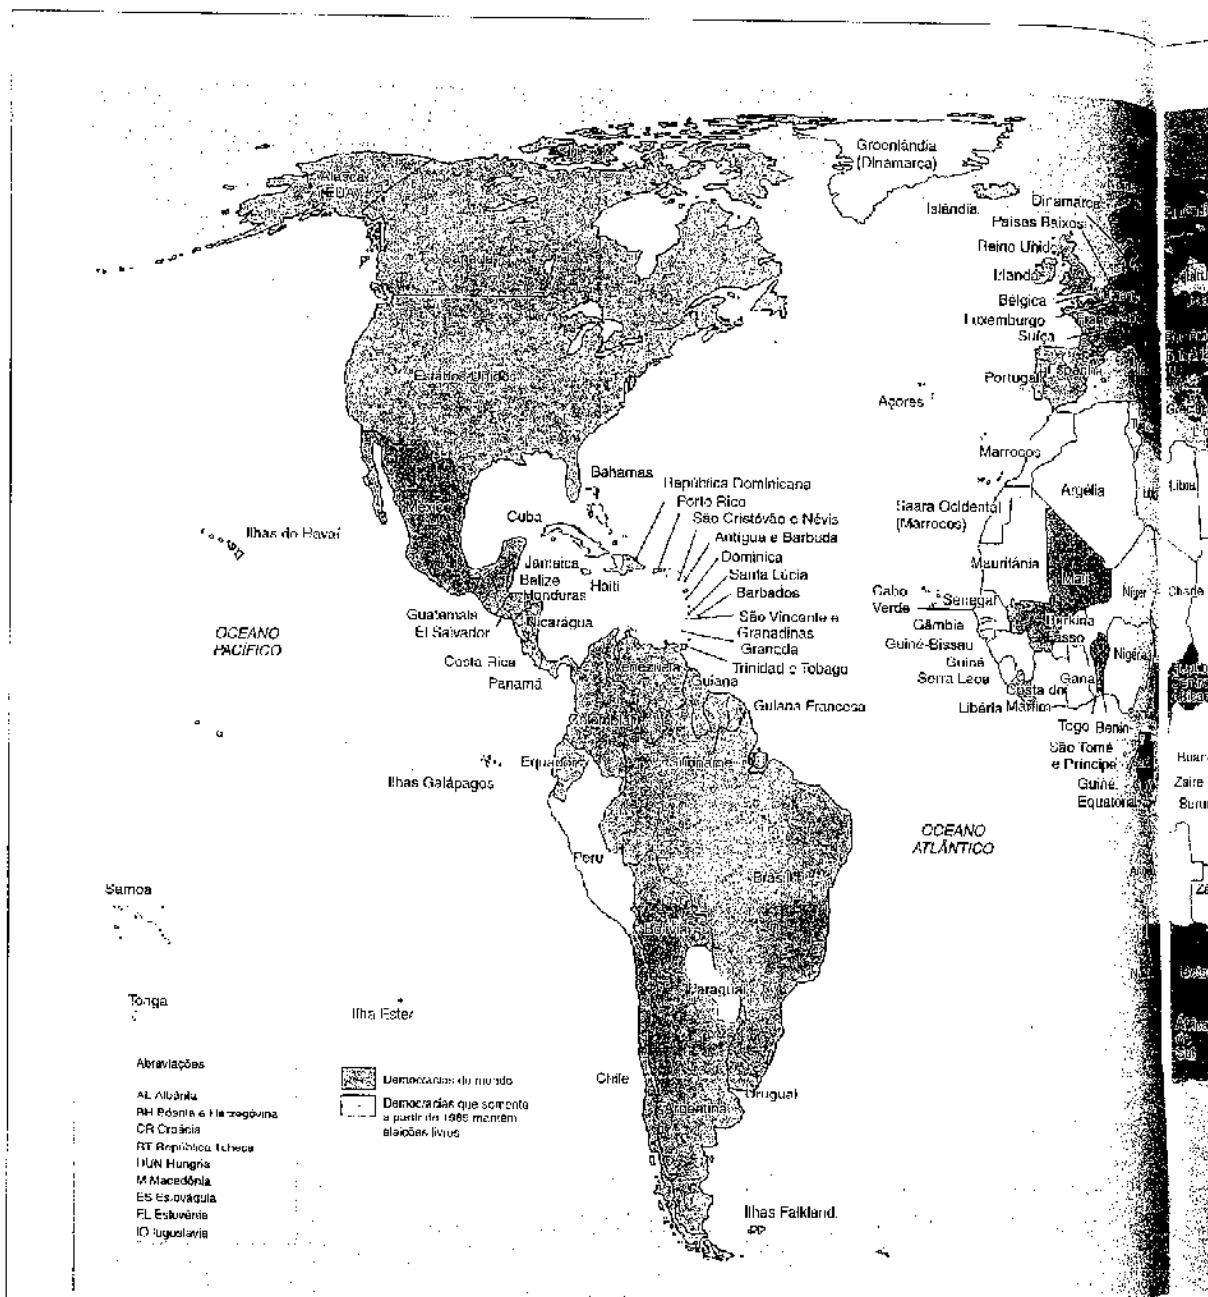 Groenlândia
(Dinamarca)
Islândia
Dinamarca
Países Baixos
Reino Unido
Irlanda
Bélgica
Luxemburgo
Suíça
Portugal
Espanha
Açores
Alasca
(EUA)
Canadá
Estados Unidos
México
Bahamas
República Dominicana
Porto Rico
Cuba
São Cristóvão e Névis
Antígua e Barbuda
Dominica
Santa Lúcia
Barbados
São Vincente e
Granadinas
Granada
Trinidad e Tobago
Jamaica
Belize
Honduras
Haiti
Guatemala
El Salvador
Nicarágua
Costa Rica
Panamá
Ilhas do Havaí
OCEANO
PACÍFICO
Venezuela
Guiana
Guiana Francesa
Colômbia
Suriname
Equador
Ilhas Galápagos
Peru
Brasil
Bolívia
Paraguai
Chile
Argentina
Uruguai
Ilhas Falkland
OCEANO
ATLÂNTICO
Marrocos
Argélia
Líbia
Saara Ocidental
(Marrocos)
Mauritânia
Mali
Níger
Chade
Cabo
Verde
Senegal
Gâmbia
Guiné-Bissau
Guiné
Serra Leoa
Burkina
Fasso
Gana
Nigéria
Costa do
Marfim
Libéria
Togo
Benin
São Tomé
e Príncipe
Guiné
Equatorial
Zaire
Samoa
Tonga
Ilha Ester
Abreviações
AL Albânia
BH Bósnia e Herzegóvina
CR Croácia
RT República Tcheca
HUN Hungria
M Macedônia
ES Eslováquia
EL Eslovênia
IO Iugoslávia
Democracias do mundo
Democracias que somente
a partir de 1989 mantêm
eleições livres